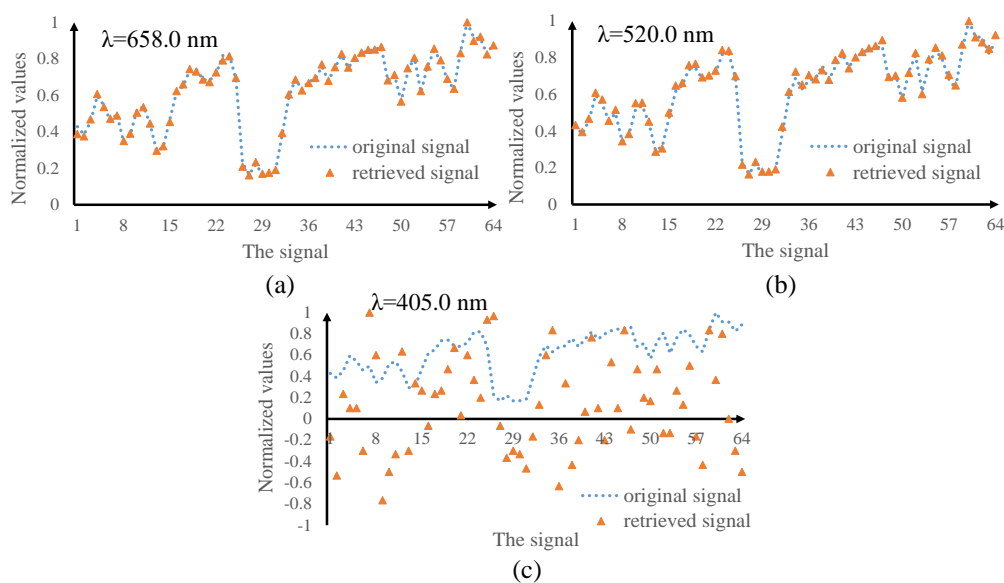 λ=658.0 nm
Normalized values
1
0.8
0.6
0.4
0.2
0
original signal
retrieved signal
1 8 15 22 29 36 43 50 57 64
The signal
(a)
λ=520.0 nm
Normalized values
1
0.8
0.6
0.4
0.2
0
original signal
retrieved signal
1 8 15 22 29 36 43 50 57 64
The signal
(b)
λ=405.0 nm
Normalized values
1
0.8
0.6
0.4
0.2
0
-0.2
-0.4
-0.6
-0.8
-1
1 8 15 22 29 36 43 50 57 64
original signal
retrieved signal
The signal
(c)